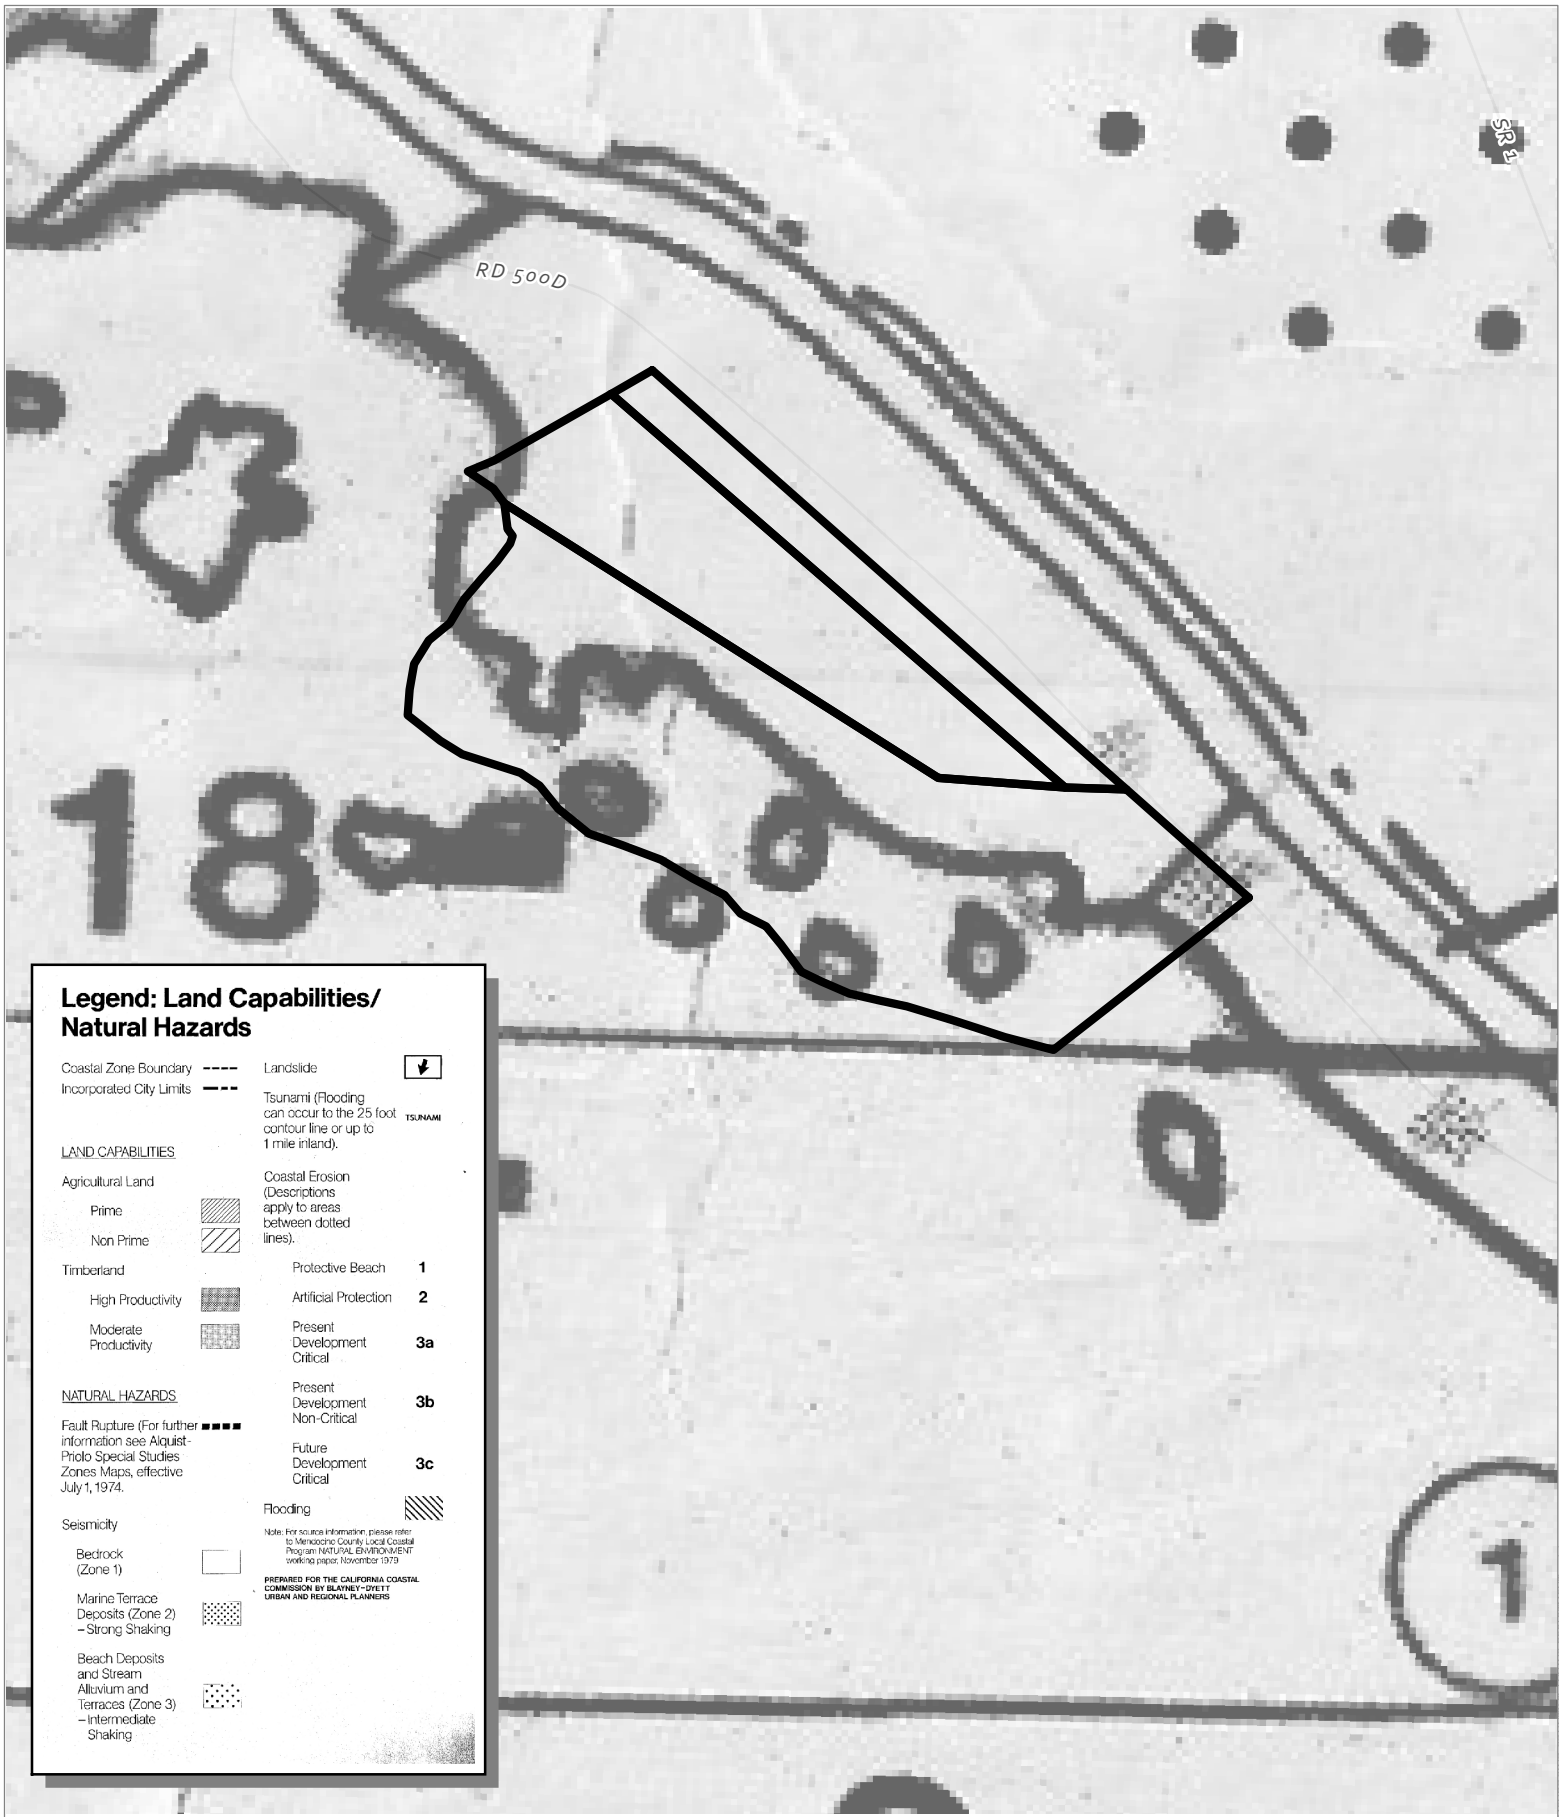 SR 1
RD 500D
18
Legend: Land Capabilities/
Natural Hazards
Coastal Zone Boundary
Incorporated City Limits
LAND CAPABILITIES
Agricultural Land
Prime
Non Prime
Timberland
High Productivity
Moderate
Productivity
NATURAL HAZARDS
Fault Rupture (For further
information see Alquist-
Priolo Special Studies
Zones Maps, effective
July 1, 1974.
Seismicity
Bedrock
(Zone 1)
Marine Terrace
Deposits (Zone 2)
– Strong Shaking
Beach Deposits
and Stream
Alluvium and
Terraces (Zone 3)
– Intermediate
Shaking
Landslide
Tsunami (Flooding
can occur to the 25 foot
contour line or up to
1 mile inland).
TSUNAMI
Coastal Erosion
(Descriptions
apply to areas
between dotted
lines).
Protective Beach 1
Artificial Protection 2
Present
Development 3a
Critical
Present
Development 3b
Non-Critical
Future
Development 3c
Critical
Flooding
Note: For source information, please refer
to Mendocino County Local Coastal
Program NATURAL ENVIRONMENT
working paper, November 1979
PREPARED FOR THE CALIFORNIA COASTAL
COMMISSION BY BLAYNEY-DYETT
URBAN AND REGIONAL PLANNERS
1